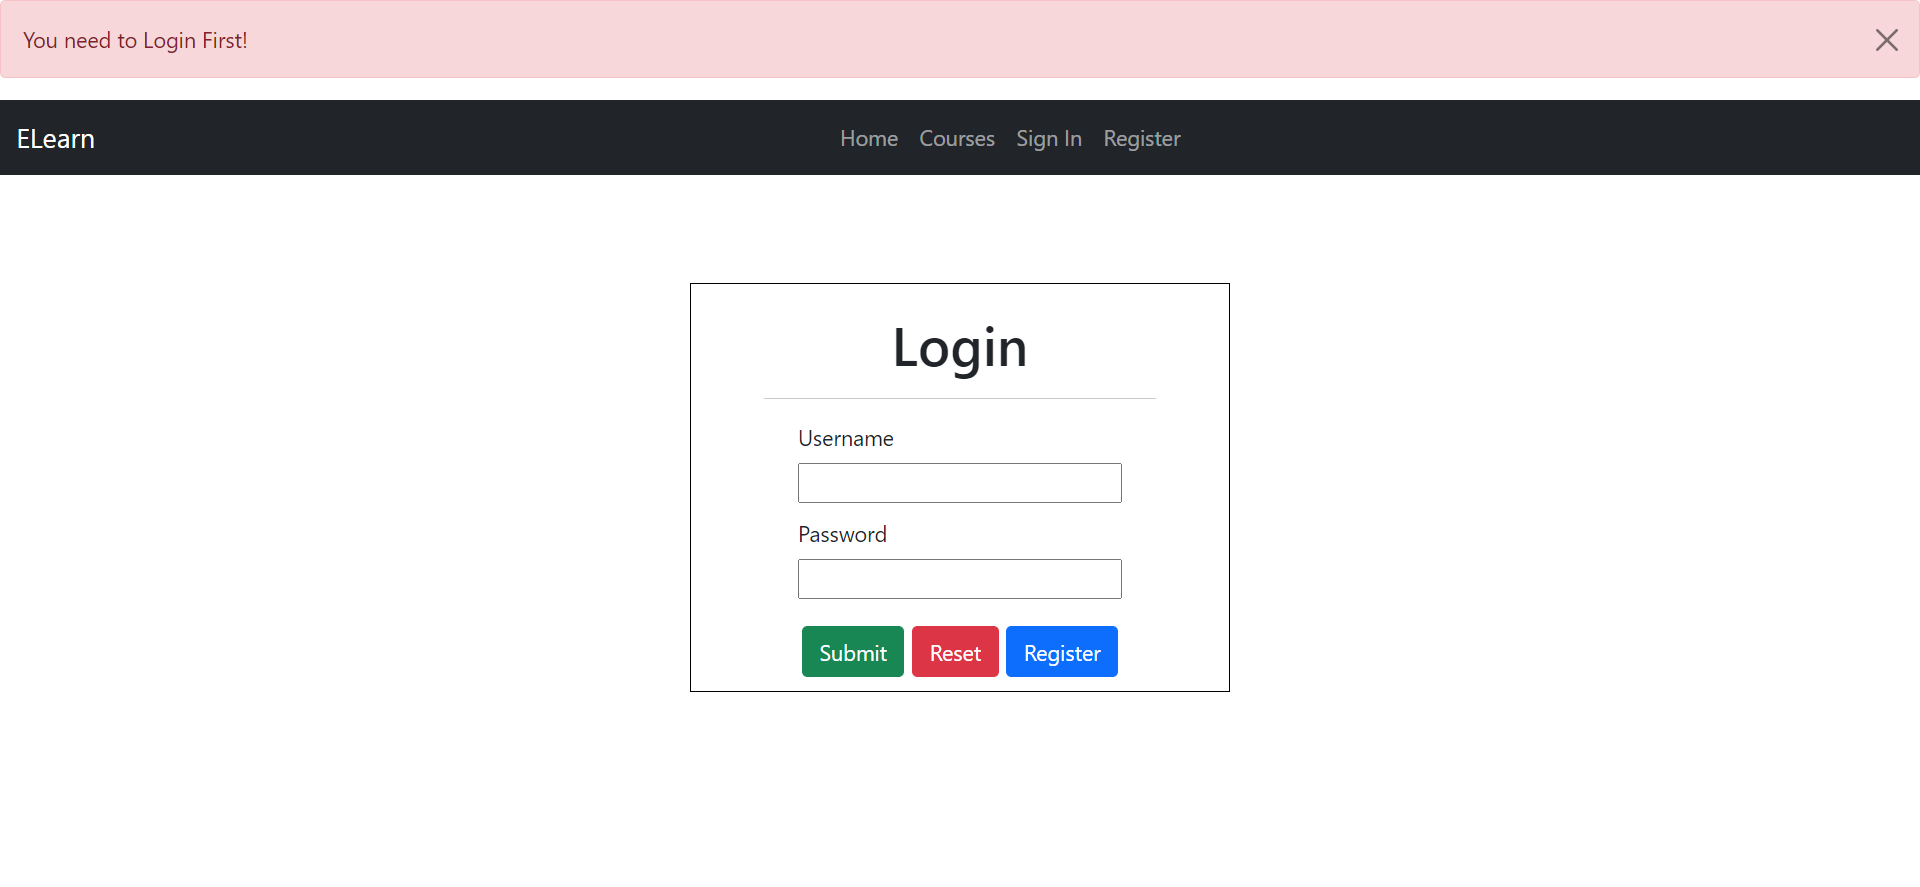 You need to Login First!
ELearn Home Courses Sign In Register
Login
Username
Password
Submit Reset Register